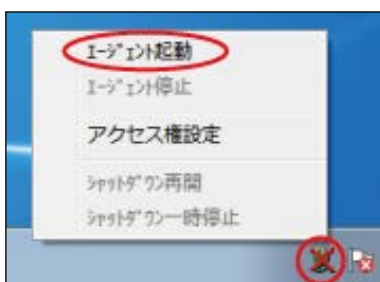 ｴｰｼﾞｪﾝﾄ起動
ｴｰｼﾞｪﾝﾄ停止
アクセス権設定
ｼｬｯﾄﾀﾞｳﾝ再開
ｼｬｯﾄﾀﾞｳﾝ一時停止